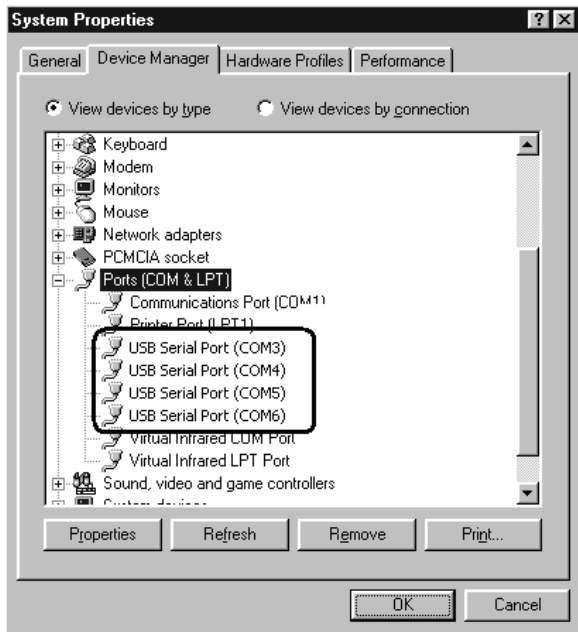 System Properties
General Device Manager Hardware Profiles Performance
View devices by type View devices by connection
Keyboard
Modem
Monitors
Mouse
Network adapters
PCMCIA socket
Ports (COM & LPT)
Communications Port (COM1)
Printer Port (LPT1)
USB Serial Port (COM3)
USB Serial Port (COM4)
USB Serial Port (COM5)
USB Serial Port (COM6)
Virtual Infrared COM Port
Virtual Infrared LPT Port
Sound, video and game controllers
System devices
Properties Refresh Remove Print...
OK Cancel